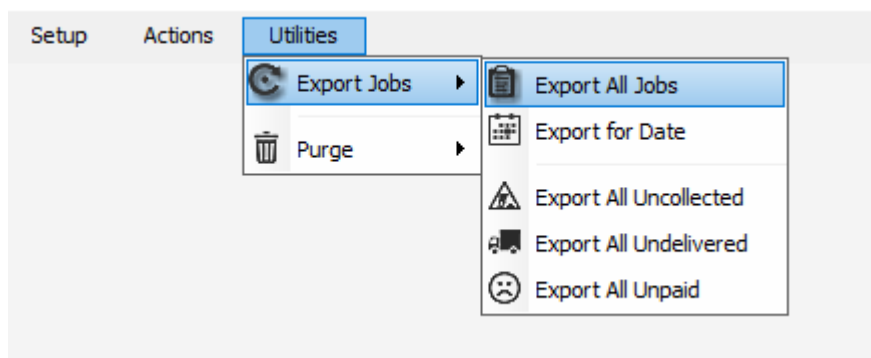 Setup Actions Utilities
Export Jobs
Purge
Export All Jobs
Export for Date
Export All Uncollected
Export All Undelivered
Export All Unpaid